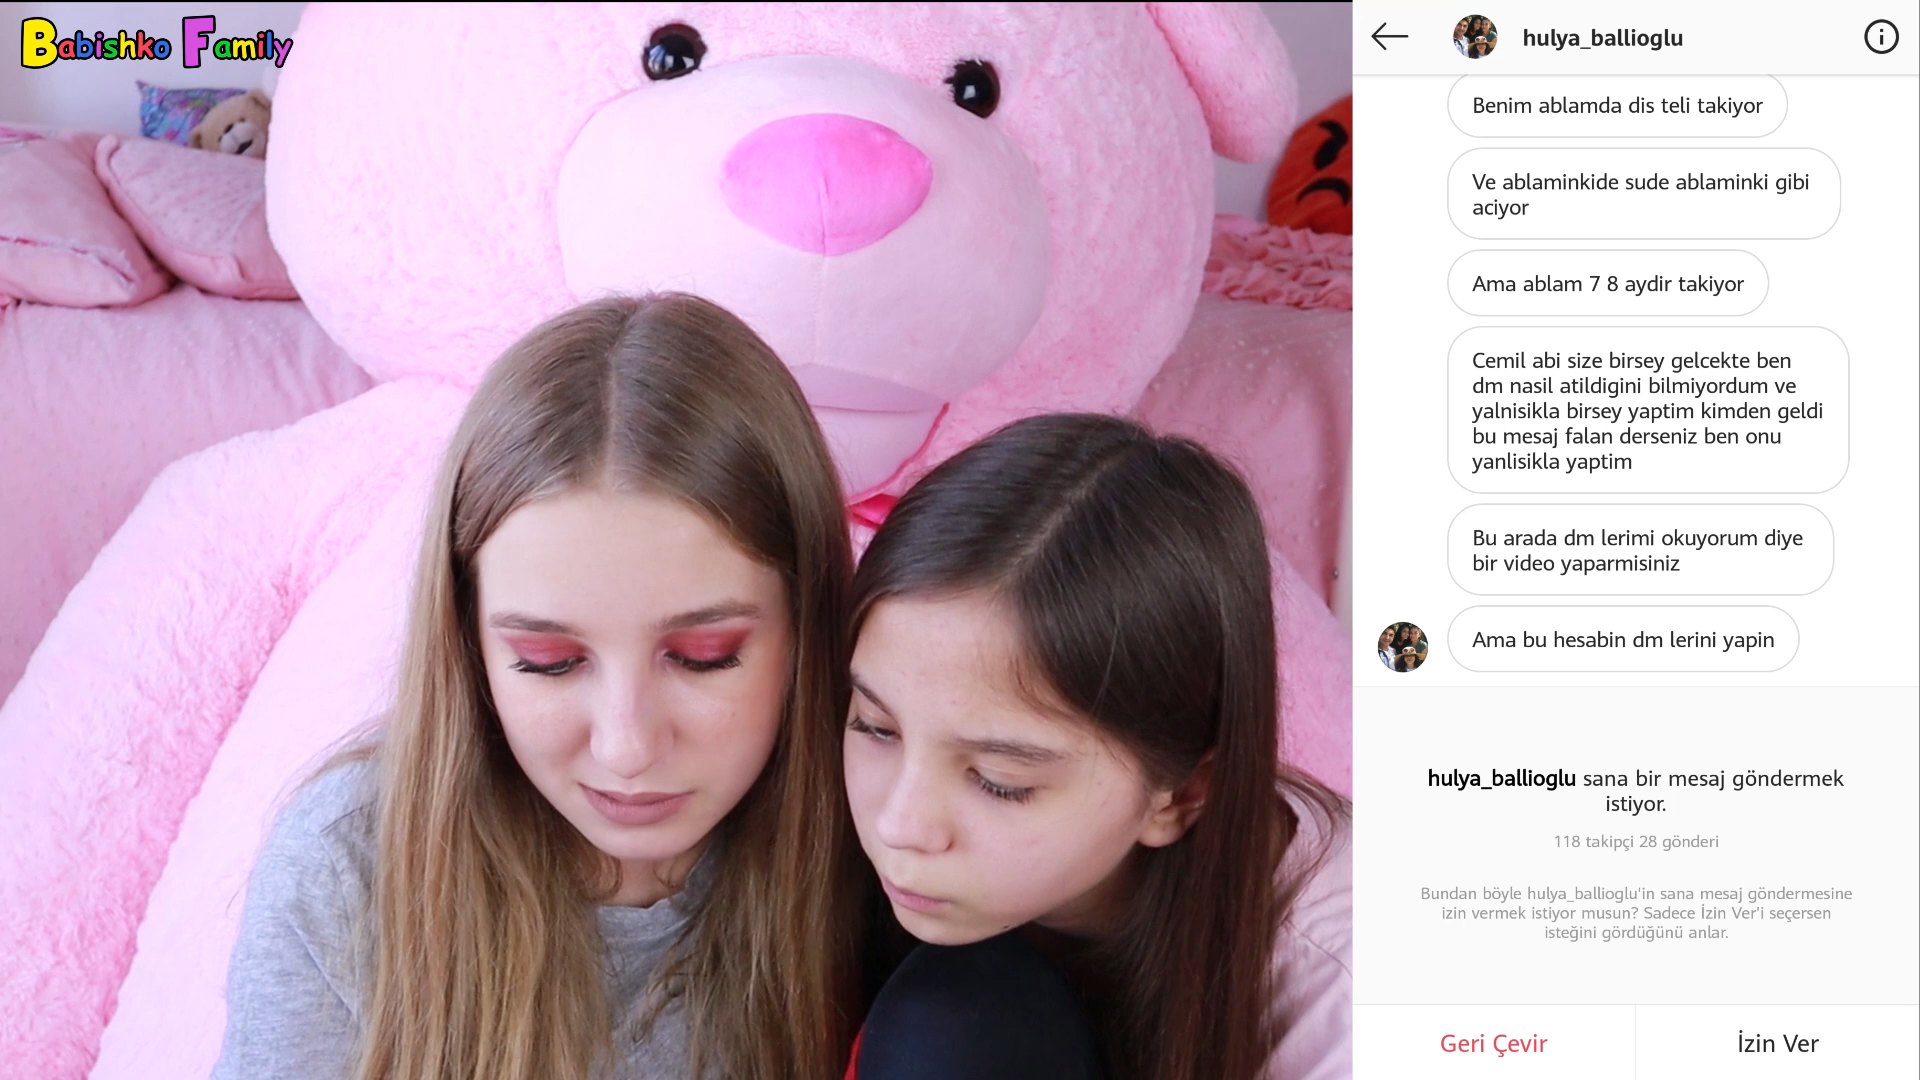 Babishko Family
hulya_ballioglu
Benim ablamda dis teli takiyor
Ve ablaminkide sude ablaminki gibi
aciyor
Ama ablam 7 8 aydir takiyor
Cemil abi size birsey gelcekte ben
dm nasil atildigini bilmiyordum ve
yalnisikla birsey yaptim kimden geldi
bu mesaj falan derseniz ben onu
yanlisikla yaptim
Bu arada dm lerimi okuyorum diye
bir video yaparmisiniz
Ama bu hesabin dm lerini yapin
hulya_ballioglu sana bir mesaj göndermek
istiyor.
118 takipçi 28 gönderi
Bundan böyle hulya_ballioglu'in sana mesaj göndermesine
izin vermek istiyor musun? Sadece İzin Ver'i seçersen
isteğini gördüğünü anlar.
Geri Çevir
İzin Ver